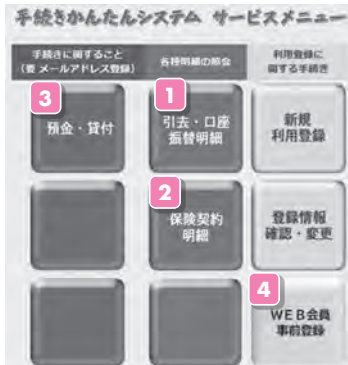 手続きかんたんシステム サービスメニュー
手続きに関すること
(要 メールアドレス登録)
各種明細の照会
利用登録に
関する手続き
3
預金・貸付
1
引去・口座
振替明細
新規
利用登録
2
保険契約
明細
登録情報
確認・変更
4
WEB会員
事前登録